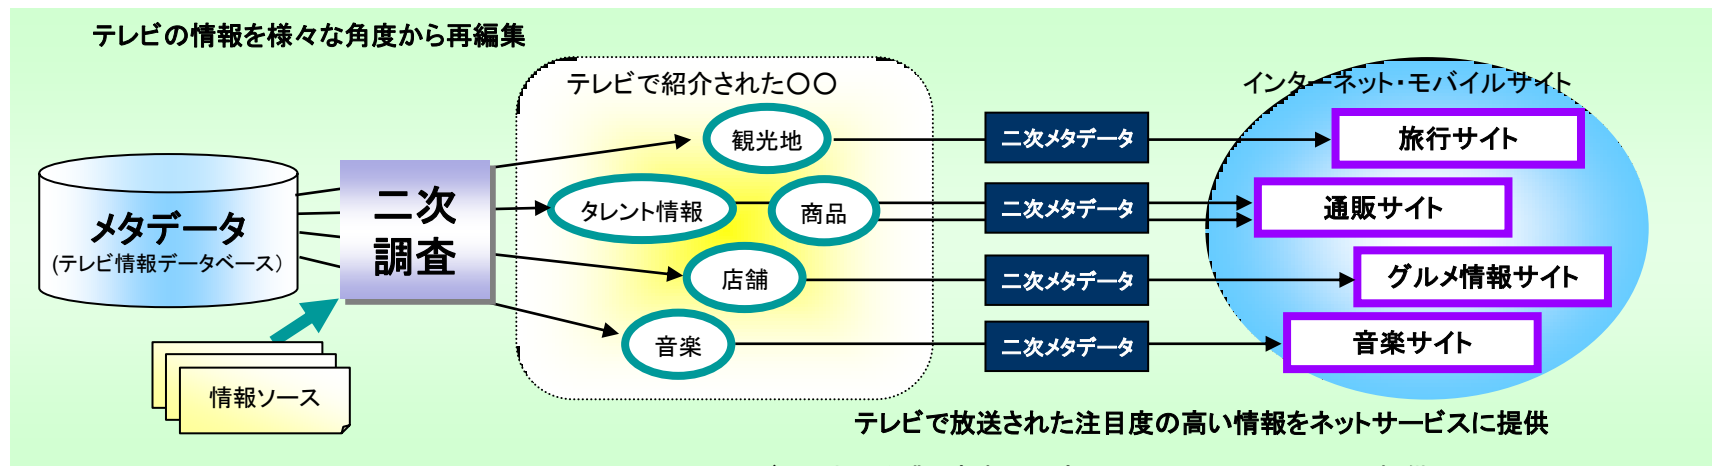 テレビの情報を様々な角度から再編集
テレビで紹介された〇〇
インターネット・モバイルサイト
観光地
二次メタデータ
旅行サイト
メタデータ
(テレビ情報データベース)
二次
調査
タレント情報
商品
二次メタデータ
通販サイト
店舗
二次メタデータ
グルメ情報サイト
音楽
二次メタデータ
音楽サイト
情報ソース
テレビで放送された注目度の高い情報をネットサービスに提供